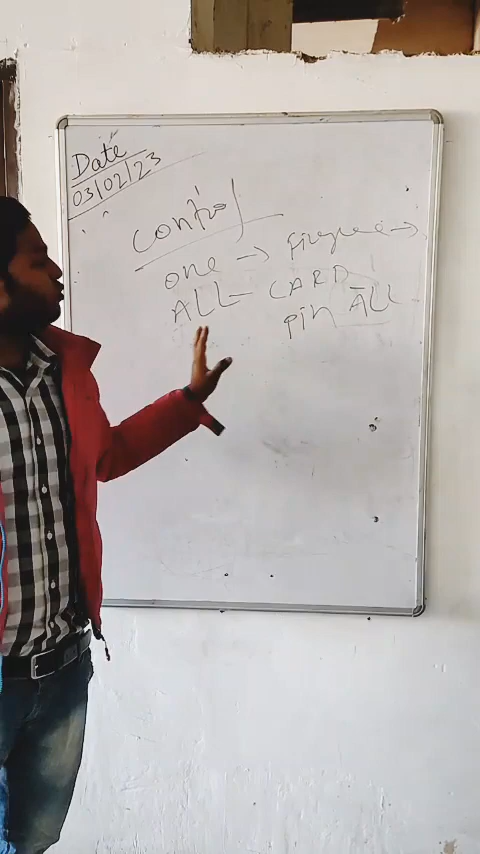 Date
03/02/23
control
one →
ALL - CARD
pin ALL